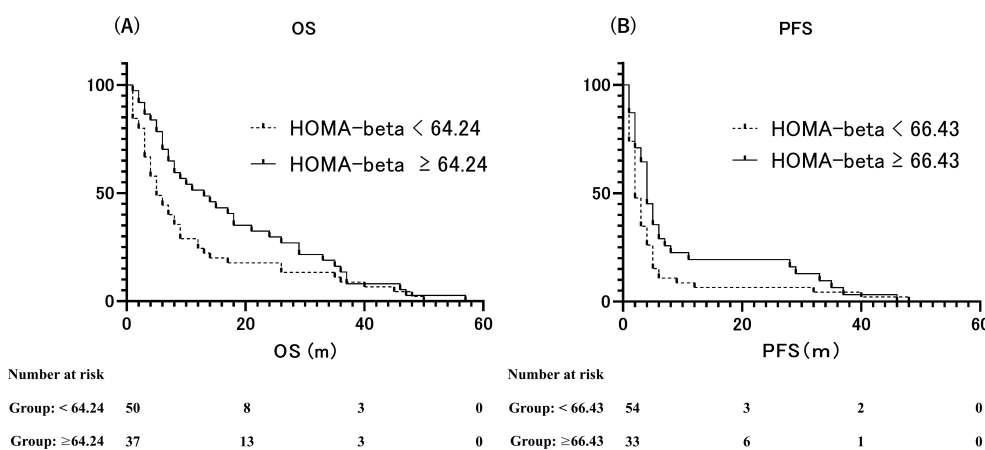 (A) OS
100
50
0
HOMA-beta < 64.24
HOMA-beta ≥ 64.24
0 20 40 60
OS (m)
Number at risk
Group: < 64.24 50 8 3 0
Group: ≥64.24 37 13 3 0
(B) PFS
100
50
0
HOMA-beta < 66.43
HOMA-beta ≥ 66.43
0 20 40 60
PFS(m)
Number at risk
Group: < 66.43 54 3 2 0
Group: ≥66.43 33 6 1 0